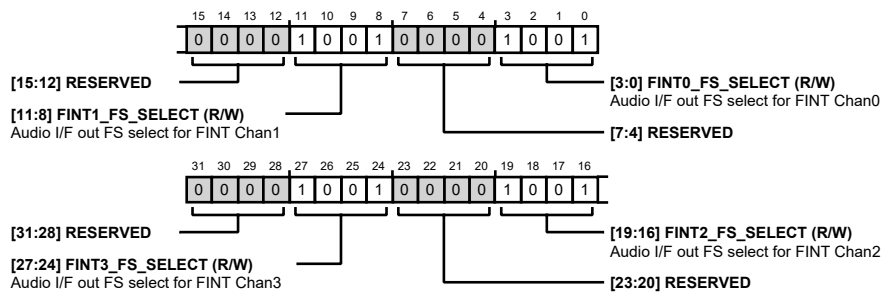 15 14 13 12 11 10 9 8 7 6 5 4 3 2 1 0
0 0 0 0 1 0 0 1 0 0 0 0 1 0 0 1
[15:12] RESERVED
[3:0] FINT0_FS_SELECT (R/W)
Audio I/F out FS select for FINT Chan0
[11:8] FINT1_FS_SELECT (R/W)
Audio I/F out FS select for FINT Chan1
[7:4] RESERVED
31 30 29 28 27 26 25 24 23 22 21 20 19 18 17 16
0 0 0 0 1 0 0 1 0 0 0 0 1 0 0 1
[31:28] RESERVED
[19:16] FINT2_FS_SELECT (R/W)
Audio I/F out FS select for FINT Chan2
[27:24] FINT3_FS_SELECT (R/W)
Audio I/F out FS select for FINT Chan3
[23:20] RESERVED